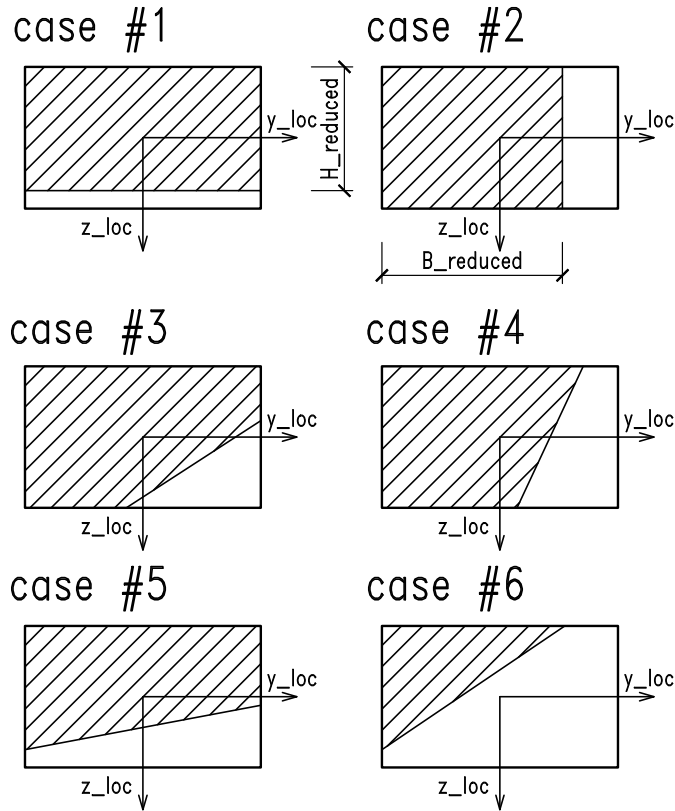 case #1
y_loc
z_loc
H_reduced
case #2
y_loc
z_loc
B_reduced
case #3
y_loc
z_loc
case #4
y_loc
z_loc
case #5
y_loc
z_loc
case #6
y_loc
z_loc